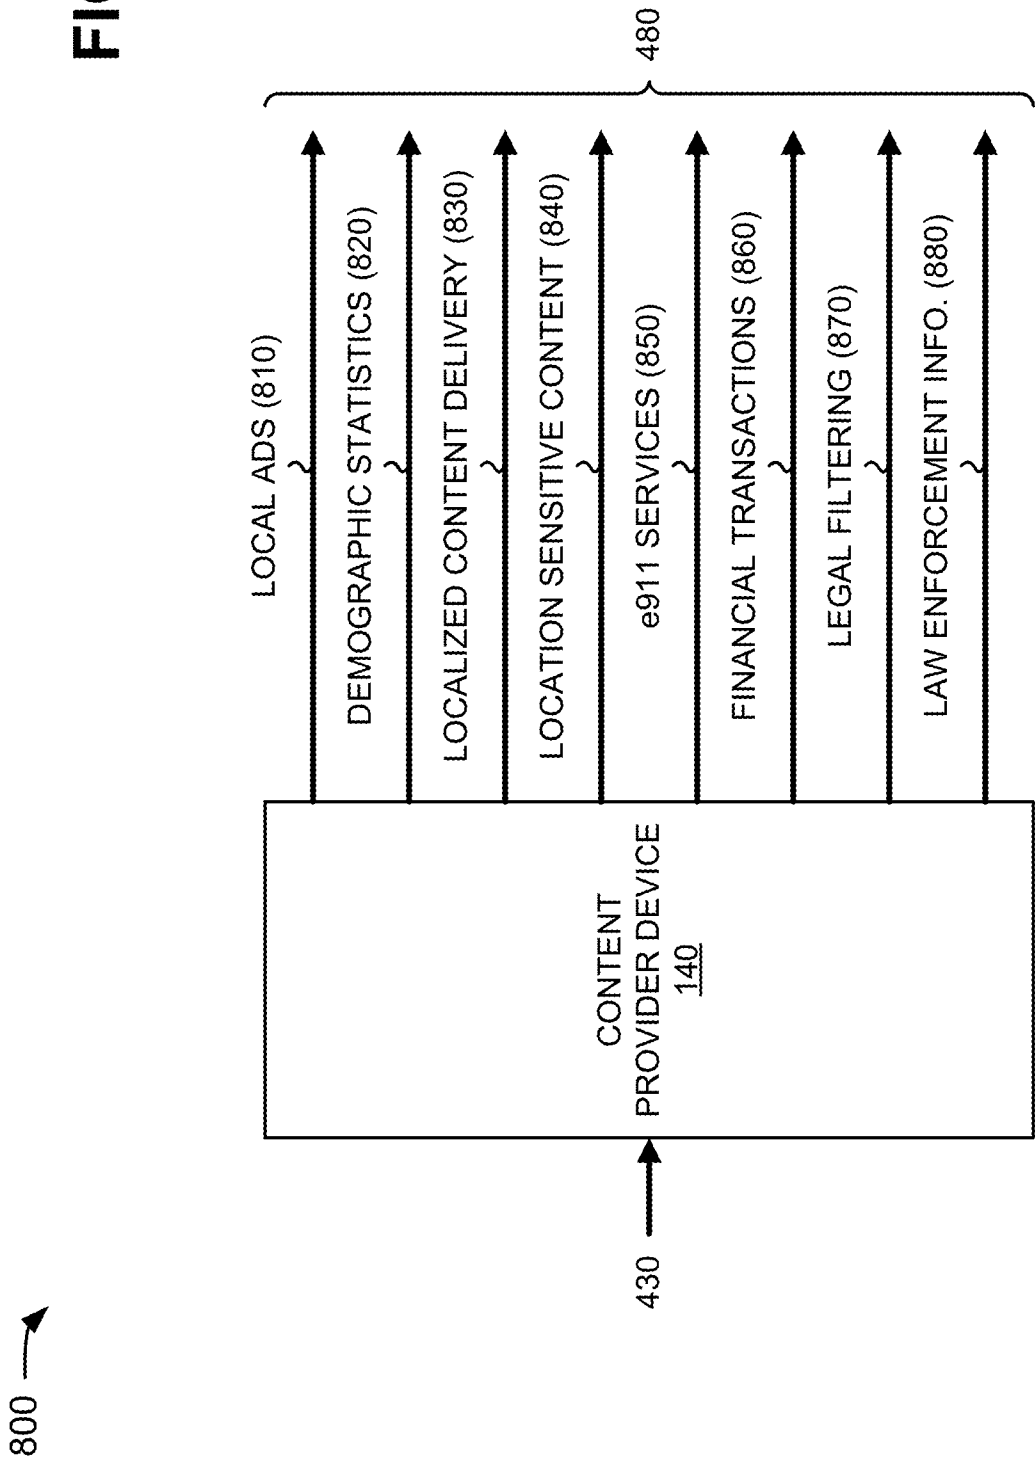 800
LOCAL ADS (810)
DEMOGRAPHIC STATISTICS (820)
LOCALIZED CONTENT DELIVERY (830)
LOCATION SENSITIVE CONTENT (840)
e911 SERVICES (850)
FINANCIAL TRANSACTIONS (860)
LEGAL FILTERING (870)
LAW ENFORCEMENT INFO. (880)
430
CONTENT
PROVIDER DEVICE
140
480